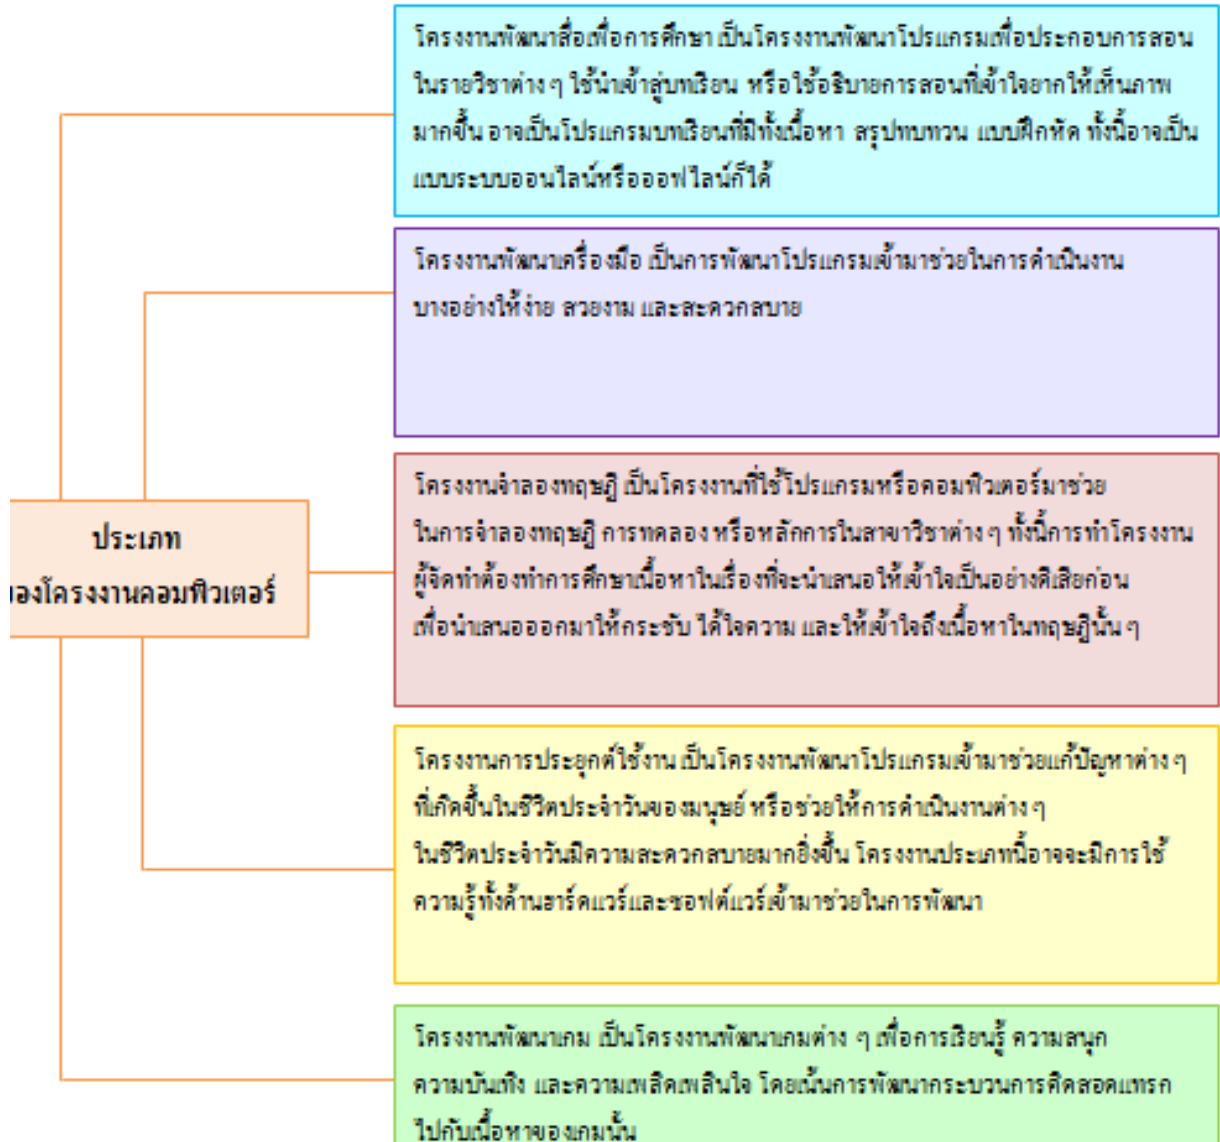 โครงงานพัฒนาสื่อเพื่อการศึกษา เป็นโครงงานพัฒนาโปรแกรมเพื่อประกอบการสอน
ในรายวิชาต่าง ๆ ใช้นำเข้าสู่บทเรียน หรือใช้อธิบายการสอนที่เข้าใจยากให้เห็นภาพ
มากขึ้น อาจเป็นโปรแกรมบทเรียนที่มีทั้งเนื้อหา สรุปทบทวน แบบฝึกหัด ทั้งนี้อาจเป็น
แบบระบบออนไลน์หรือออฟไลน์ก็ได้
โครงงานพัฒนาเครื่องมือ เป็นการพัฒนาโปรแกรมเข้ามาช่วยในการดำเนินงาน
บางอย่างให้ง่าย สวยงาม และสะดวกสบาย
ประเภท
ของโครงงานคอมพิวเตอร์
โครงงานจำลองทฤษฎี เป็นโครงงานที่ใช้โปรแกรมหรือคอมพิวเตอร์มาช่วย
ในการจำลองทฤษฎี การทดลอง หรือหลักการในสาขาวิชาต่าง ๆ ทั้งนี้การทำโครงงาน
ผู้จัดทำต้องทำการศึกษาเนื้อหาในเรื่องที่จะนำเสนอให้เข้าใจเป็นอย่างดีเสียก่อน
เพื่อนำเสนอออกมาให้กระชับ ได้ใจความ และให้เข้าใจถึงเนื้อหาในทฤษฎีนั้น ๆ
โครงงานการประยุกต์ใช้งาน เป็นโครงงานพัฒนาโปรแกรมเข้ามาช่วยแก้ปัญหาต่าง ๆ
ที่เกิดขึ้นในชีวิตประจำวันของมนุษย์ หรือช่วยให้การดำเนินงานต่าง ๆ
ในชีวิตประจำวันมีความสะดวกสบายมากยิ่งขึ้น โครงงานประเภทนี้อาจจะมีการใช้
ความรู้ทั้งด้านฮาร์ดแวร์และซอฟต์แวร์เข้ามาช่วยในการพัฒนา
โครงงานพัฒนาเกม เป็นโครงงานพัฒนาเกมต่าง ๆ เพื่อการเรียนรู้ ความสนุก
ความบันเทิง และความเพลิดเพลินใจ โดยเน้นการพัฒนากระบวนการคิดสอดแทรก
ไปกับเนื้อหาของเกมนั้น